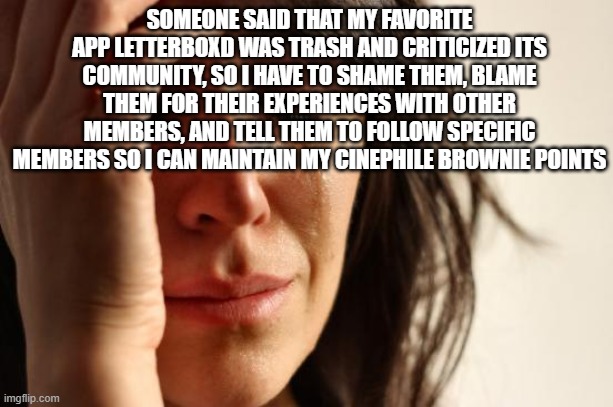 SOMEONE SAID THAT MY FAVORITE
APP LETTERBOXD WAS TRASH AND CRITICIZED ITS
COMMUNITY, SO I HAVE TO SHAME THEM, BLAME
THEM FOR THEIR EXPERIENCES WITH OTHER
MEMBERS, AND TELL THEM TO FOLLOW SPECIFIC
MEMBERS SO I CAN MAINTAIN MY CINEPHILE BROWNIE POINTS
imgflip.com